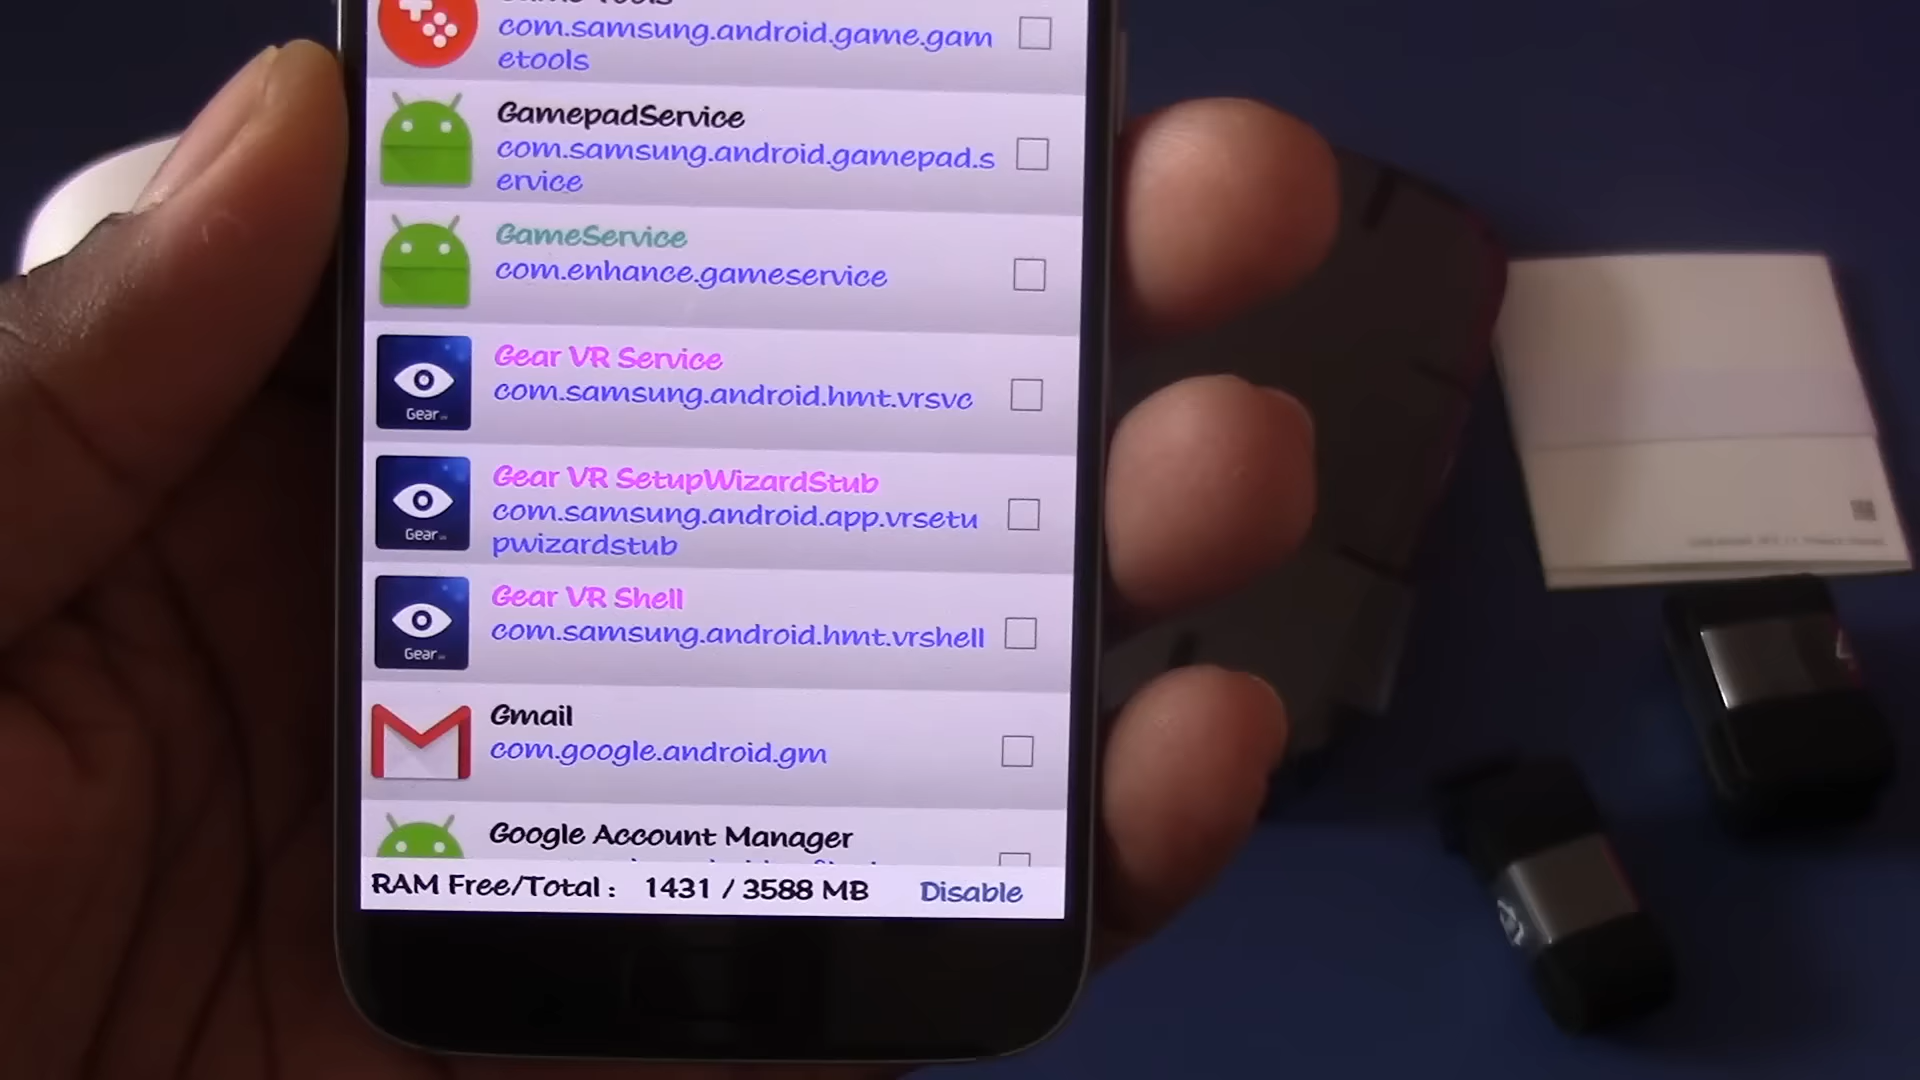 Game Tools
com.samsung.android.game.gam
etools
GamepadService
com.samsung.android.gamepad.s
ervice
GameService
com.enhance.gameservice
Gear VR Service
com.samsung.android.hmt.vrsvc
Gear
Gear VR SetupWizardStub
com.samsung.android.app.vrsetu
pwizardstub
Gear
Gear VR Shell
com.samsung.android.hmt.vrshell
Gear
Gmail
com.google.android.gm
Google Account Manager
RAM Free/Total : 1431 / 3588 MB Disable